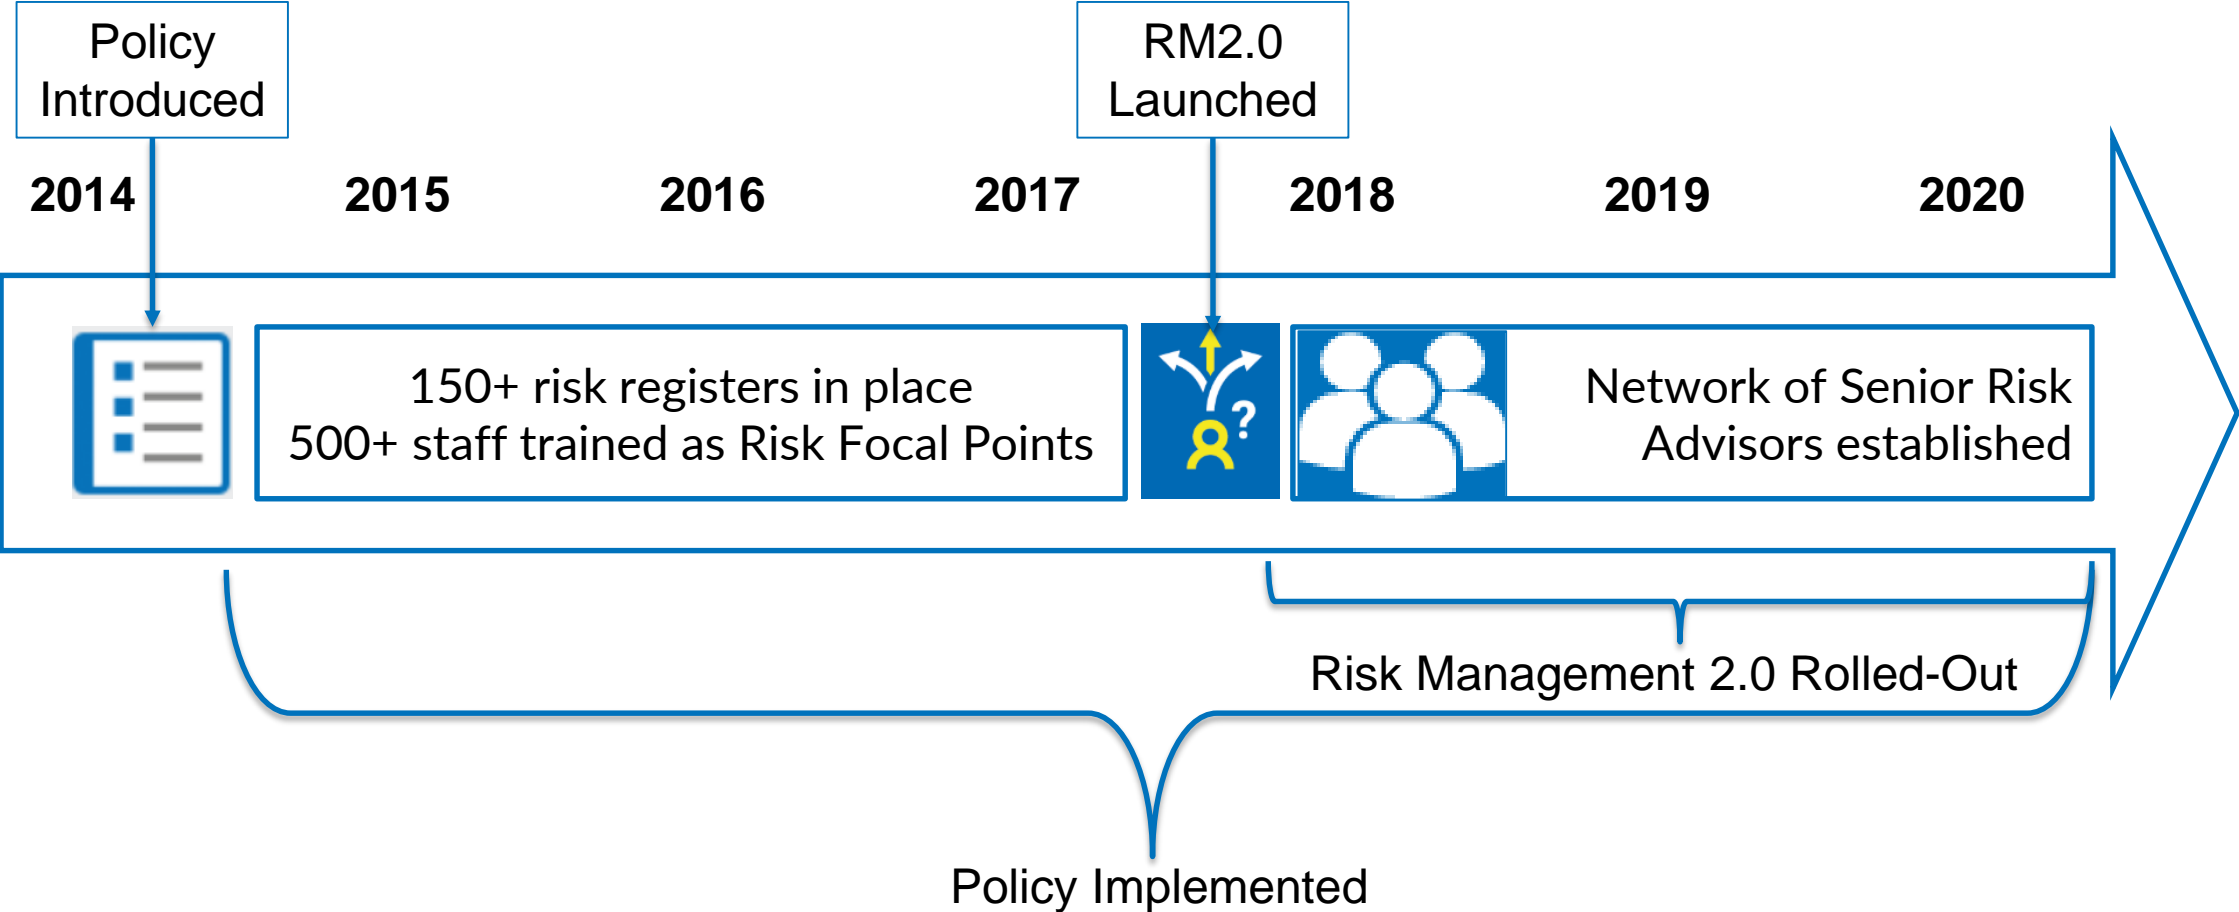 Policy
Introduced
RM2.0
Launched
2014 2015 2016 2017 2018 2019 2020
150+ risk registers in place
500+ staff trained as Risk Focal Points
?
Network of Senior Risk
Advisors established
Risk Management 2.0 Rolled-Out
Policy Implemented